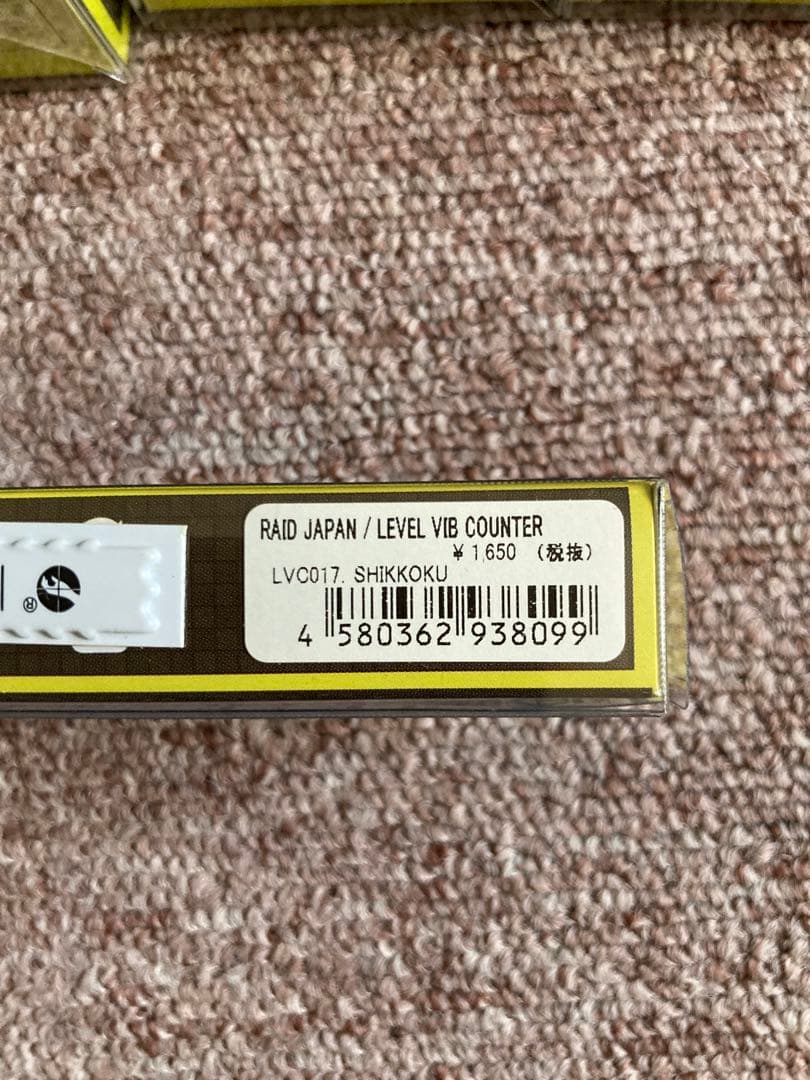 RAID JAPAN / LEVEL VIB COUNTER
¥1,650 (税抜)
LVC017. SHIKKOKU
4 580362 938099
®